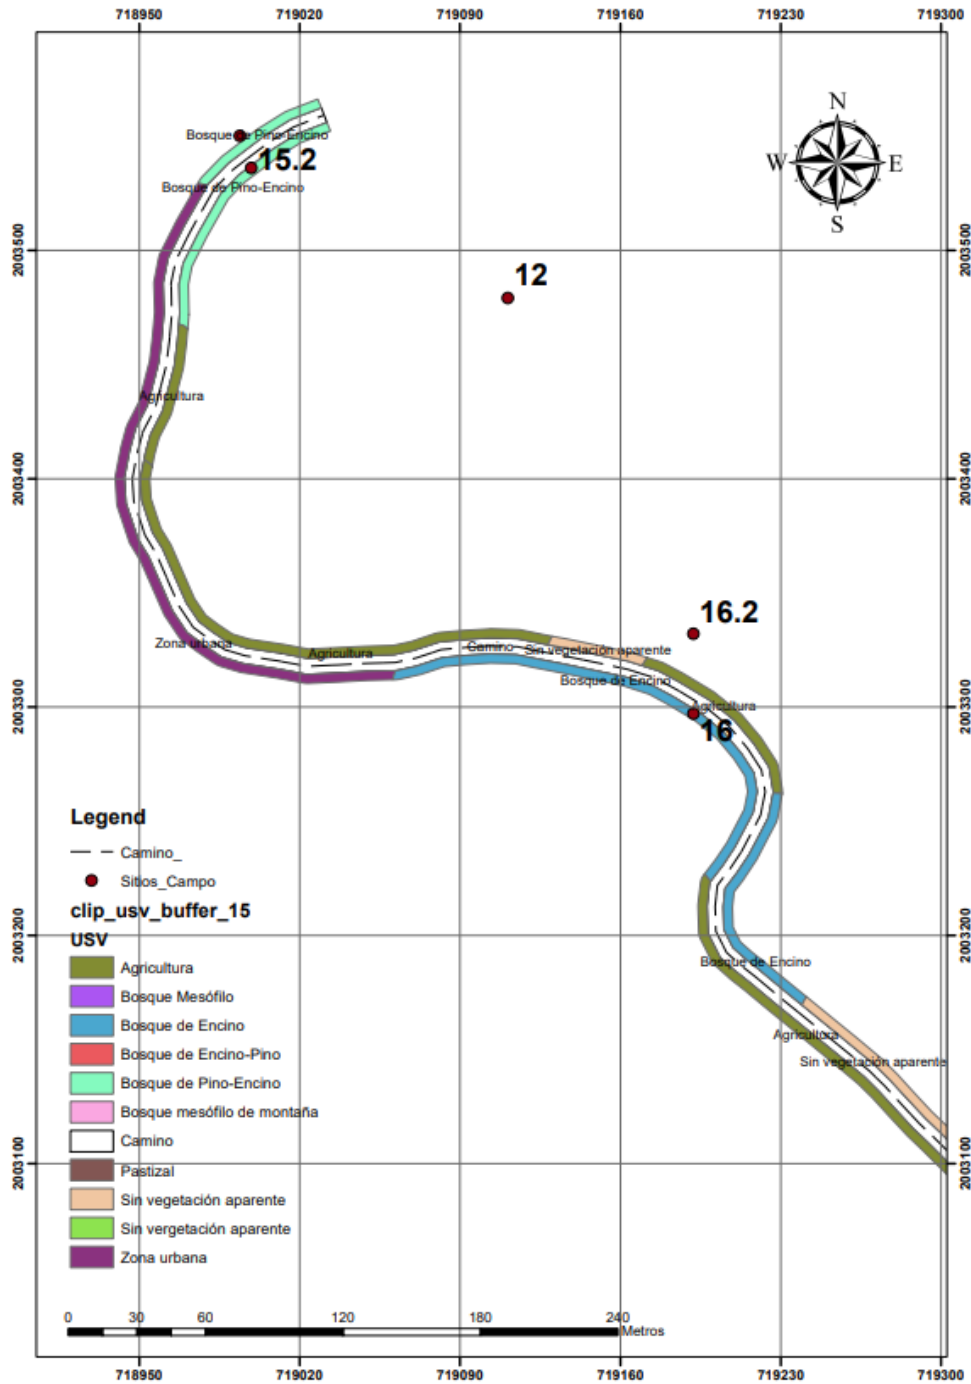 718950 719020 719090 719160 719230 719300
N
W E
S
Bosque de Pino-Encino
15.2
Bosque de Pino-Encino
2003500 2003500
12
Agricultura
2003400 2003400
16.2
Zona urbana Agricultura Camino Sin vegetación aparente
Bosque de Encino
Agricultura
2003300 2003300
16
Legend
Camino_
Sitios_Campo
clip_usv_buffer_15
USV
2003200 2003200
Bosque de Encino
Agricultura
Bosque Mesófilo
Bosque de Encino
Agricultura
Bosque de Encino-Pino
Sin vegetación aparente
Bosque de Pino-Encino
Bosque mesófilo de montaña
Camino
2003100 2003100
Pastizal
Sin vegetación aparente
Sin vergetación aparente
Zona urbana
0 30 60 120 180 240
Metros
718950 719020 719090 719160 719230 719300